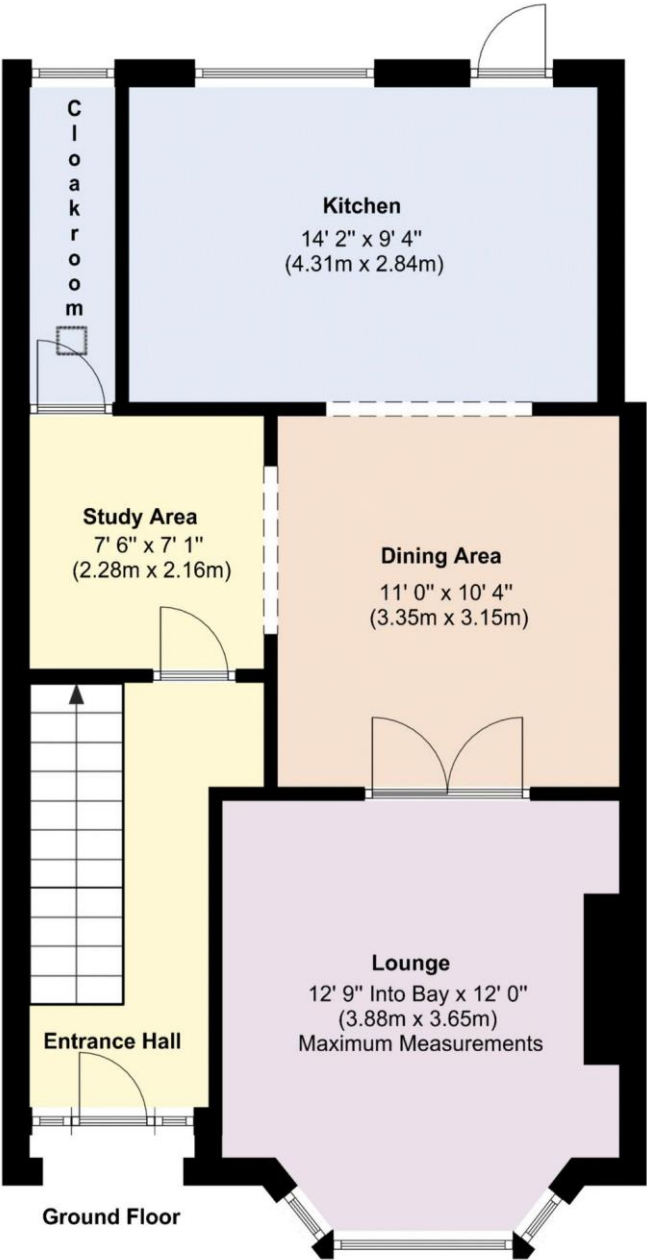 Cloakroom
Kitchen
14' 2" x 9' 4"
(4.31m x 2.84m)
Study Area
7' 6" x 7' 1"
(2.28m x 2.16m)
Dining Area
11' 0" x 10' 4"
(3.35m x 3.15m)
Lounge
12' 9" Into Bay x 12' 0"
(3.88m x 3.65m)
Maximum Measurements
Entrance Hall
Ground Floor